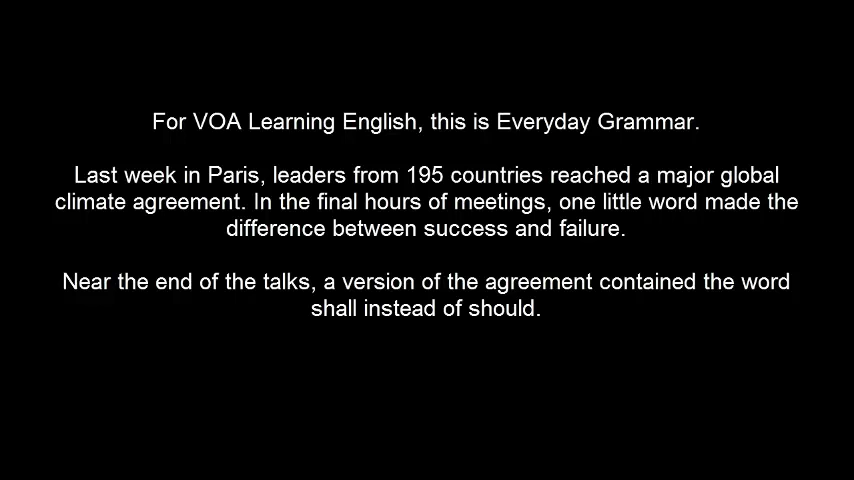 For VOA Learning English, this is Everyday Grammar.
Last week in Paris, leaders from 195 countries reached a major global
climate agreement. In the final hours of meetings, one little word made the
difference between success and failure.
Near the end of the talks, a version of the agreement contained the word
shall instead of should.